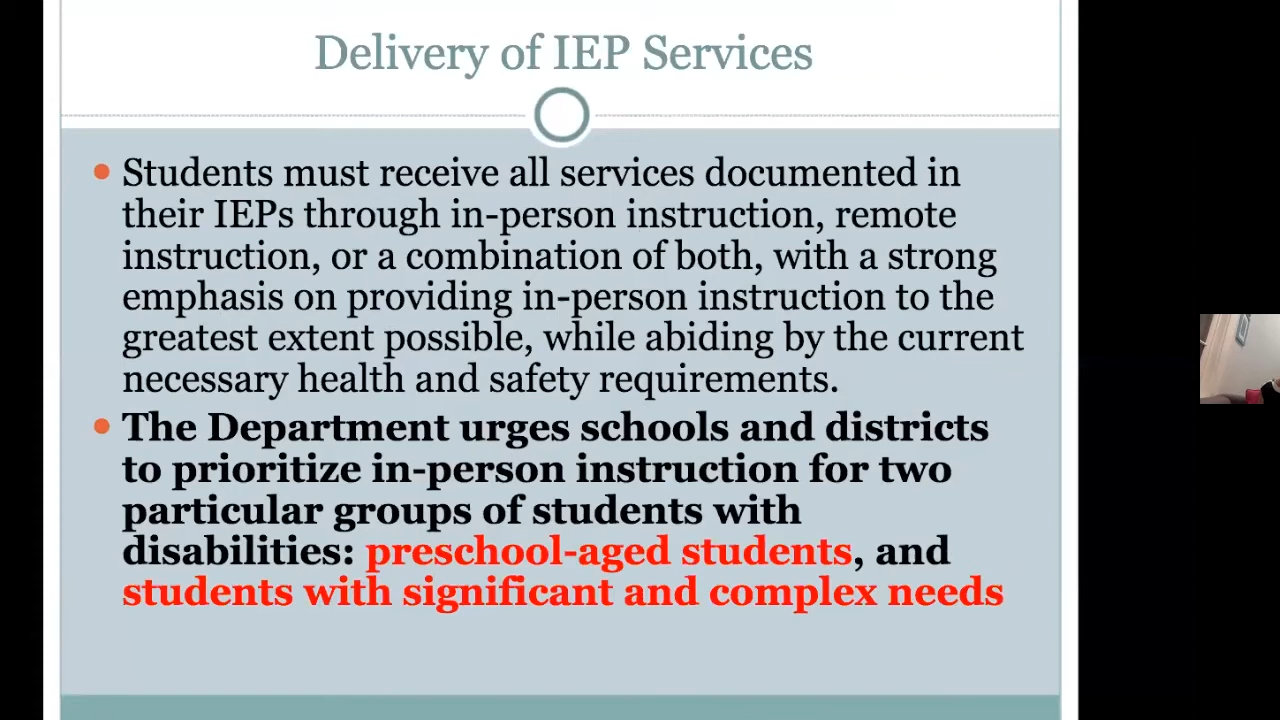 Delivery of IEP Services
Students must receive all services documented in
their IEPs through in-person instruction, remote
instruction, or a combination of both, with a strong
emphasis on providing in-person instruction to the
greatest extent possible, while abiding by the current
necessary health and safety requirements.
The Department urges schools and districts
to prioritize in-person instruction for two
particular groups of students with
disabilities: preschool-aged students, and
students with significant and complex needs